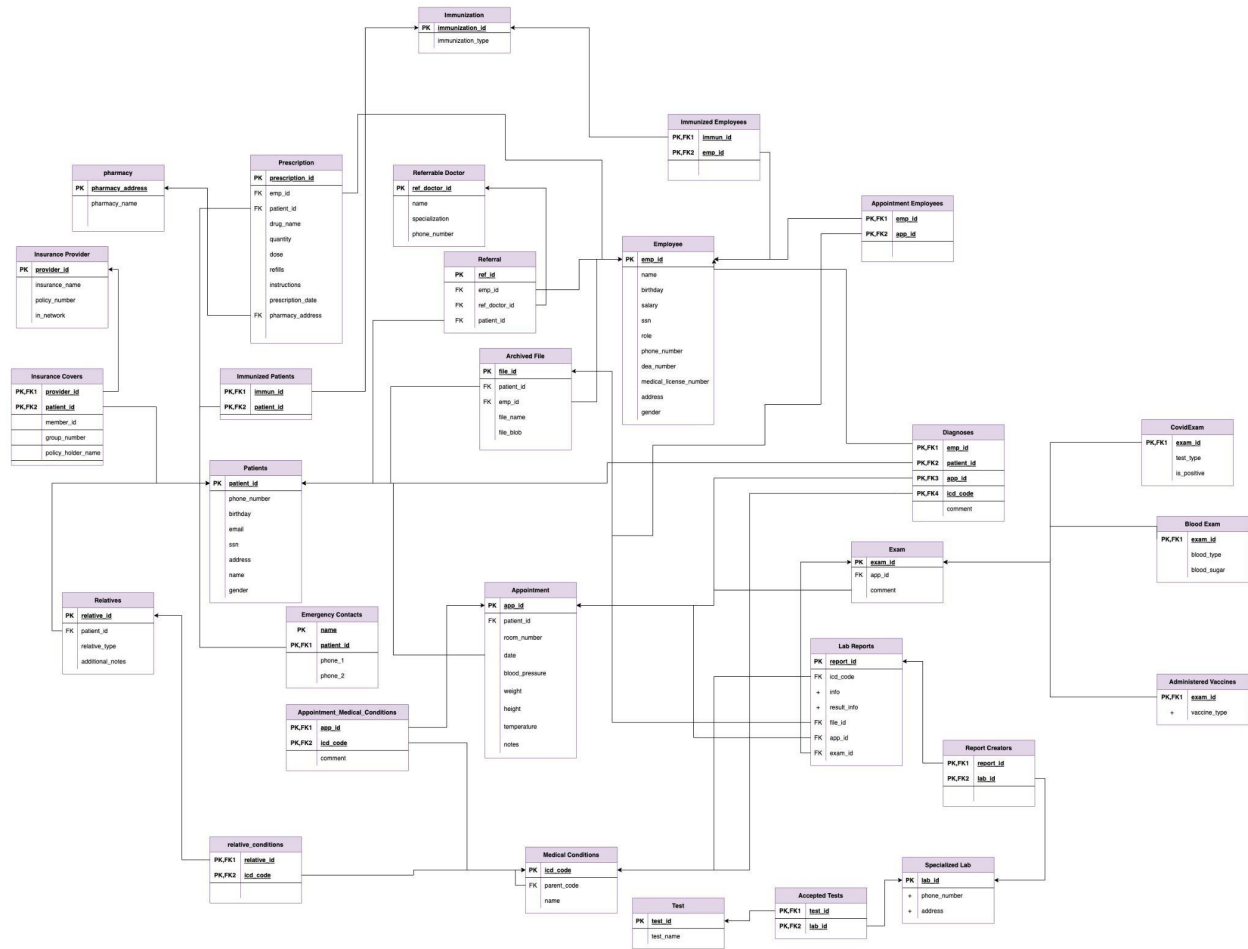 Immunization
PK immunization_id
immunization_type
Immunized Employees
PK,FK1 immun_id
PK,FK2 emp_id
pharmacy
PK pharmacy_address
pharmacy_name
Prescription
PK prescription_id
FK emp_id
FK patient_id
drug_name
quantity
dose
refills
instructions
prescription_date
FK pharmacy_address
Referrable Doctor
PK ref_doctor_id
name
specialization
phone_number
Appointment Employees
PK,FK1 emp_id
PK,FK2 app_id
Insurance Provider
PK provider_id
insurance_name
policy_number
in_network
Referral
PK ref_id
FK emp_id
FK ref_doctor_id
FK patient_id
Employee
PK emp_id
name
birthday
salary
ssn
role
phone_number
dea_number
medical_license_number
address
gender
Insurance Covers
PK,FK1 provider_id
PK,FK2 patient_id
member_id
group_number
policy_holder_name
Immunized Patients
PK,FK1 immun_id
PK,FK2 patient_id
Archived File
PK file_id
FK patient_id
FK emp_id
file_name
file_blob
Diagnoses
PK,FK1 emp_id
PK,FK2 patient_id
PK,FK3 app_id
PK,FK4 icd_code
comment
CovidExam
PK,FK1 exam_id
test_type
is_positive
Patients
PK patient_id
phone_number
birthday
email
ssn
address
name
gender
Blood Exam
PK,FK1 exam_id
blood_type
blood_sugar
Exam
PK exam_id
FK app_id
comment
Relatives
PK relative_id
FK patient_id
relative_type
additional_notes
Emergency Contacts
PK name
PK,FK1 patient_id
phone_1
phone_2
Appointment
PK app_id
FK patient_id
room_number
date
blood_pressure
weight
height
temperature
notes
Lab Reports
PK report_id
FK icd_code
+ info
+ result_info
FK file_id
FK app_id
FK exam_id
Administered Vaccines
PK,FK1 exam_id
+ vaccine_type
Appointment_Medical_Conditions
PK,FK1 app_id
PK,FK2 icd_code
comment
Report Creators
PK,FK1 report_id
PK,FK2 lab_id
relative_conditions
PK,FK1 relative_id
PK,FK2 icd_code
Medical Conditions
PK icd_code
FK parent_code
name
Specialized Lab
PK lab_id
+ phone_number
+ address
Test
PK test_id
test_name
Accepted Tests
PK,FK1 test_id
PK,FK2 lab_id